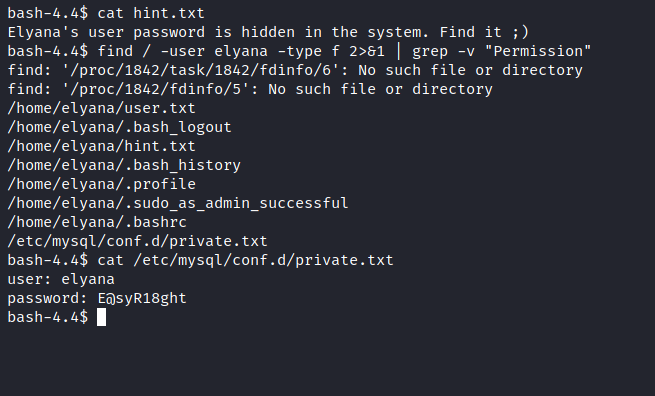 bash-4.4$ cat hint.txt
Elyana's user password is hidden in the system. Find it ;)
bash-4.4$ find / -user elyana -type f 2>&1 | grep -v "Permission"
find: '/proc/1842/task/1842/fdinfo/6': No such file or directory
find: '/proc/1842/fdinfo/5': No such file or directory
/home/elyana/user.txt
/home/elyana/.bash_logout
/home/elyana/hint.txt
/home/elyana/.bash_history
/home/elyana/.profile
/home/elyana/.sudo_as_admin_successful
/home/elyana/.bashrc
/etc/mysql/conf.d/private.txt
bash-4.4$ cat /etc/mysql/conf.d/private.txt
user: elyana
password: E@syR18ght
bash-4.4$